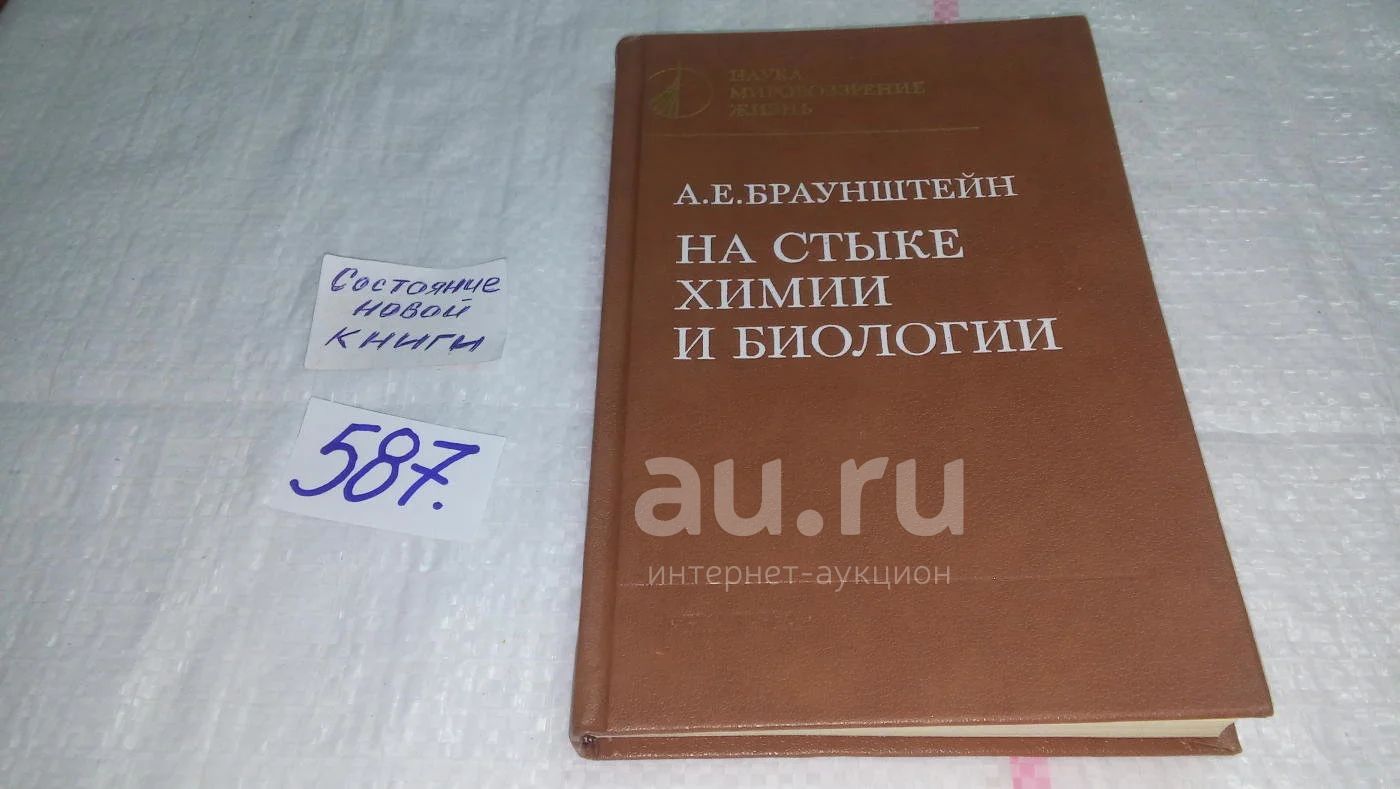 НАУКА
МИРОВОЗЗРЕНИЕ
ЖИЗНЬ
А.Е.БРАУНШТЕЙН
НА СТЫКЕ
ХИМИИ
И БИОЛОГИИ
Состояние
новой
книги
587.
au.ru
интернет-аукцион